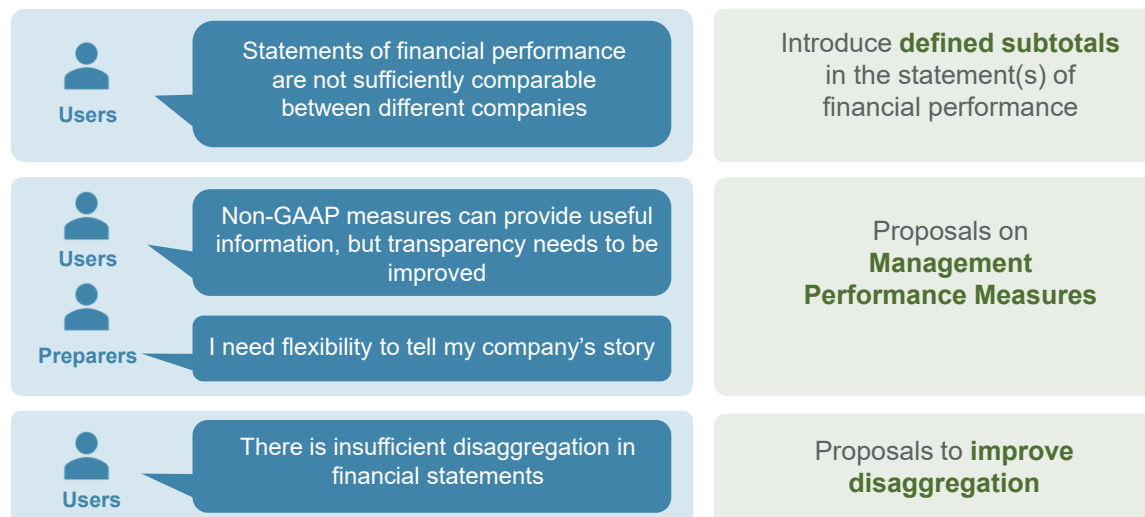 Statements of financial performance
are not sufficiently comparable
between different companies
Users
Introduce defined subtotals
in the statement(s) of
financial performance
Non-GAAP measures can provide useful
information, but transparency needs to be
improved
Users
I need flexibility to tell my company's story
Preparers
Proposals on
Management
Performance Measures
There is insufficient disaggregation in
financial statements
Users
Proposals to improve
disaggregation